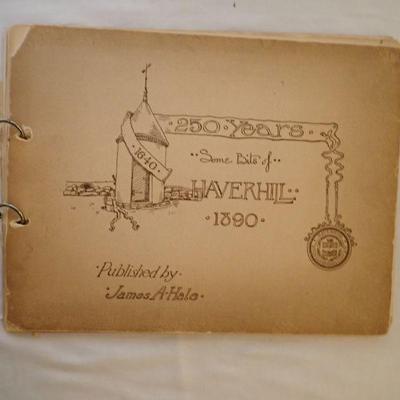 250 Years
1640
Some Bits of
HAVERHILL
1890
Published by
James A. Hale